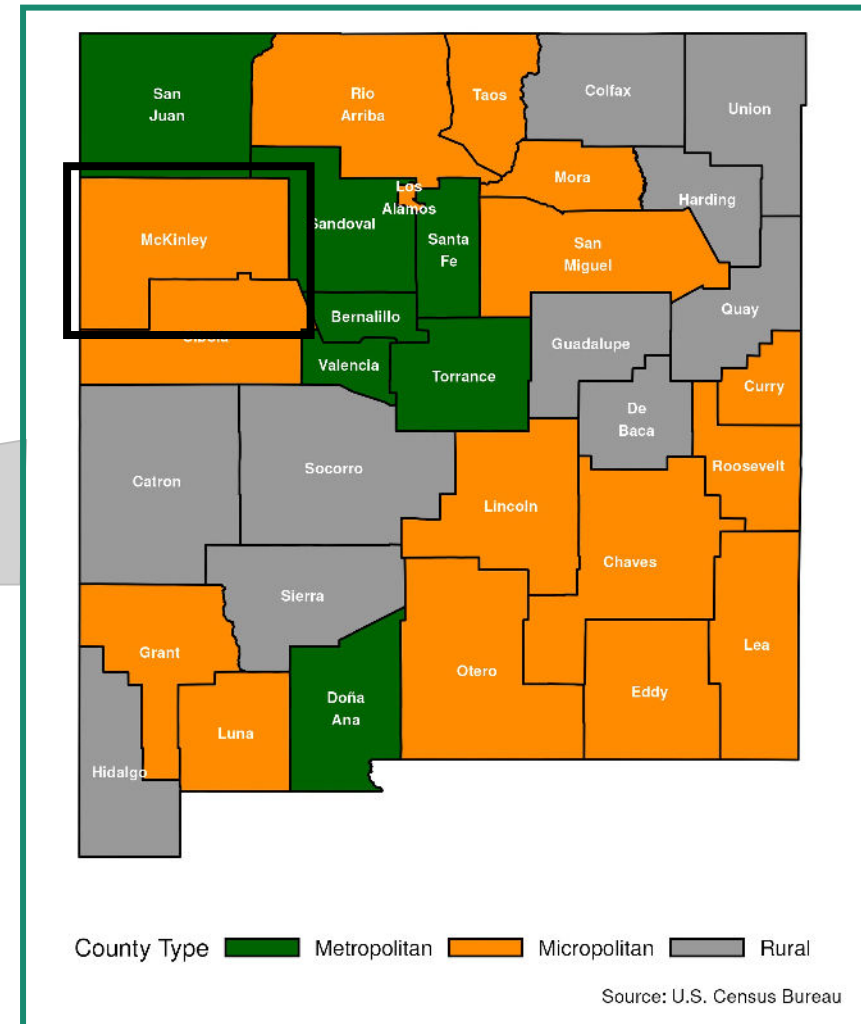 San
Juan
Rio
Arriba
Taos
Colfax
Union
Mora
Harding
Los
Alamos
McKinley
Sandoval
Santa
Fe
San
Miguel
Quay
Bernalillo
Cibola
Guadalupe
Valencia
Torrance
Curry
De
Baca
Roosevelt
Catron
Socorro
Lincoln
Chaves
Sierra
Grant
Otero
Lea
Eddy
Doña
Ana
Luna
Hidalgo
County Type Metropolitan Micropolitan Rural
Source: U.S. Census Bureau